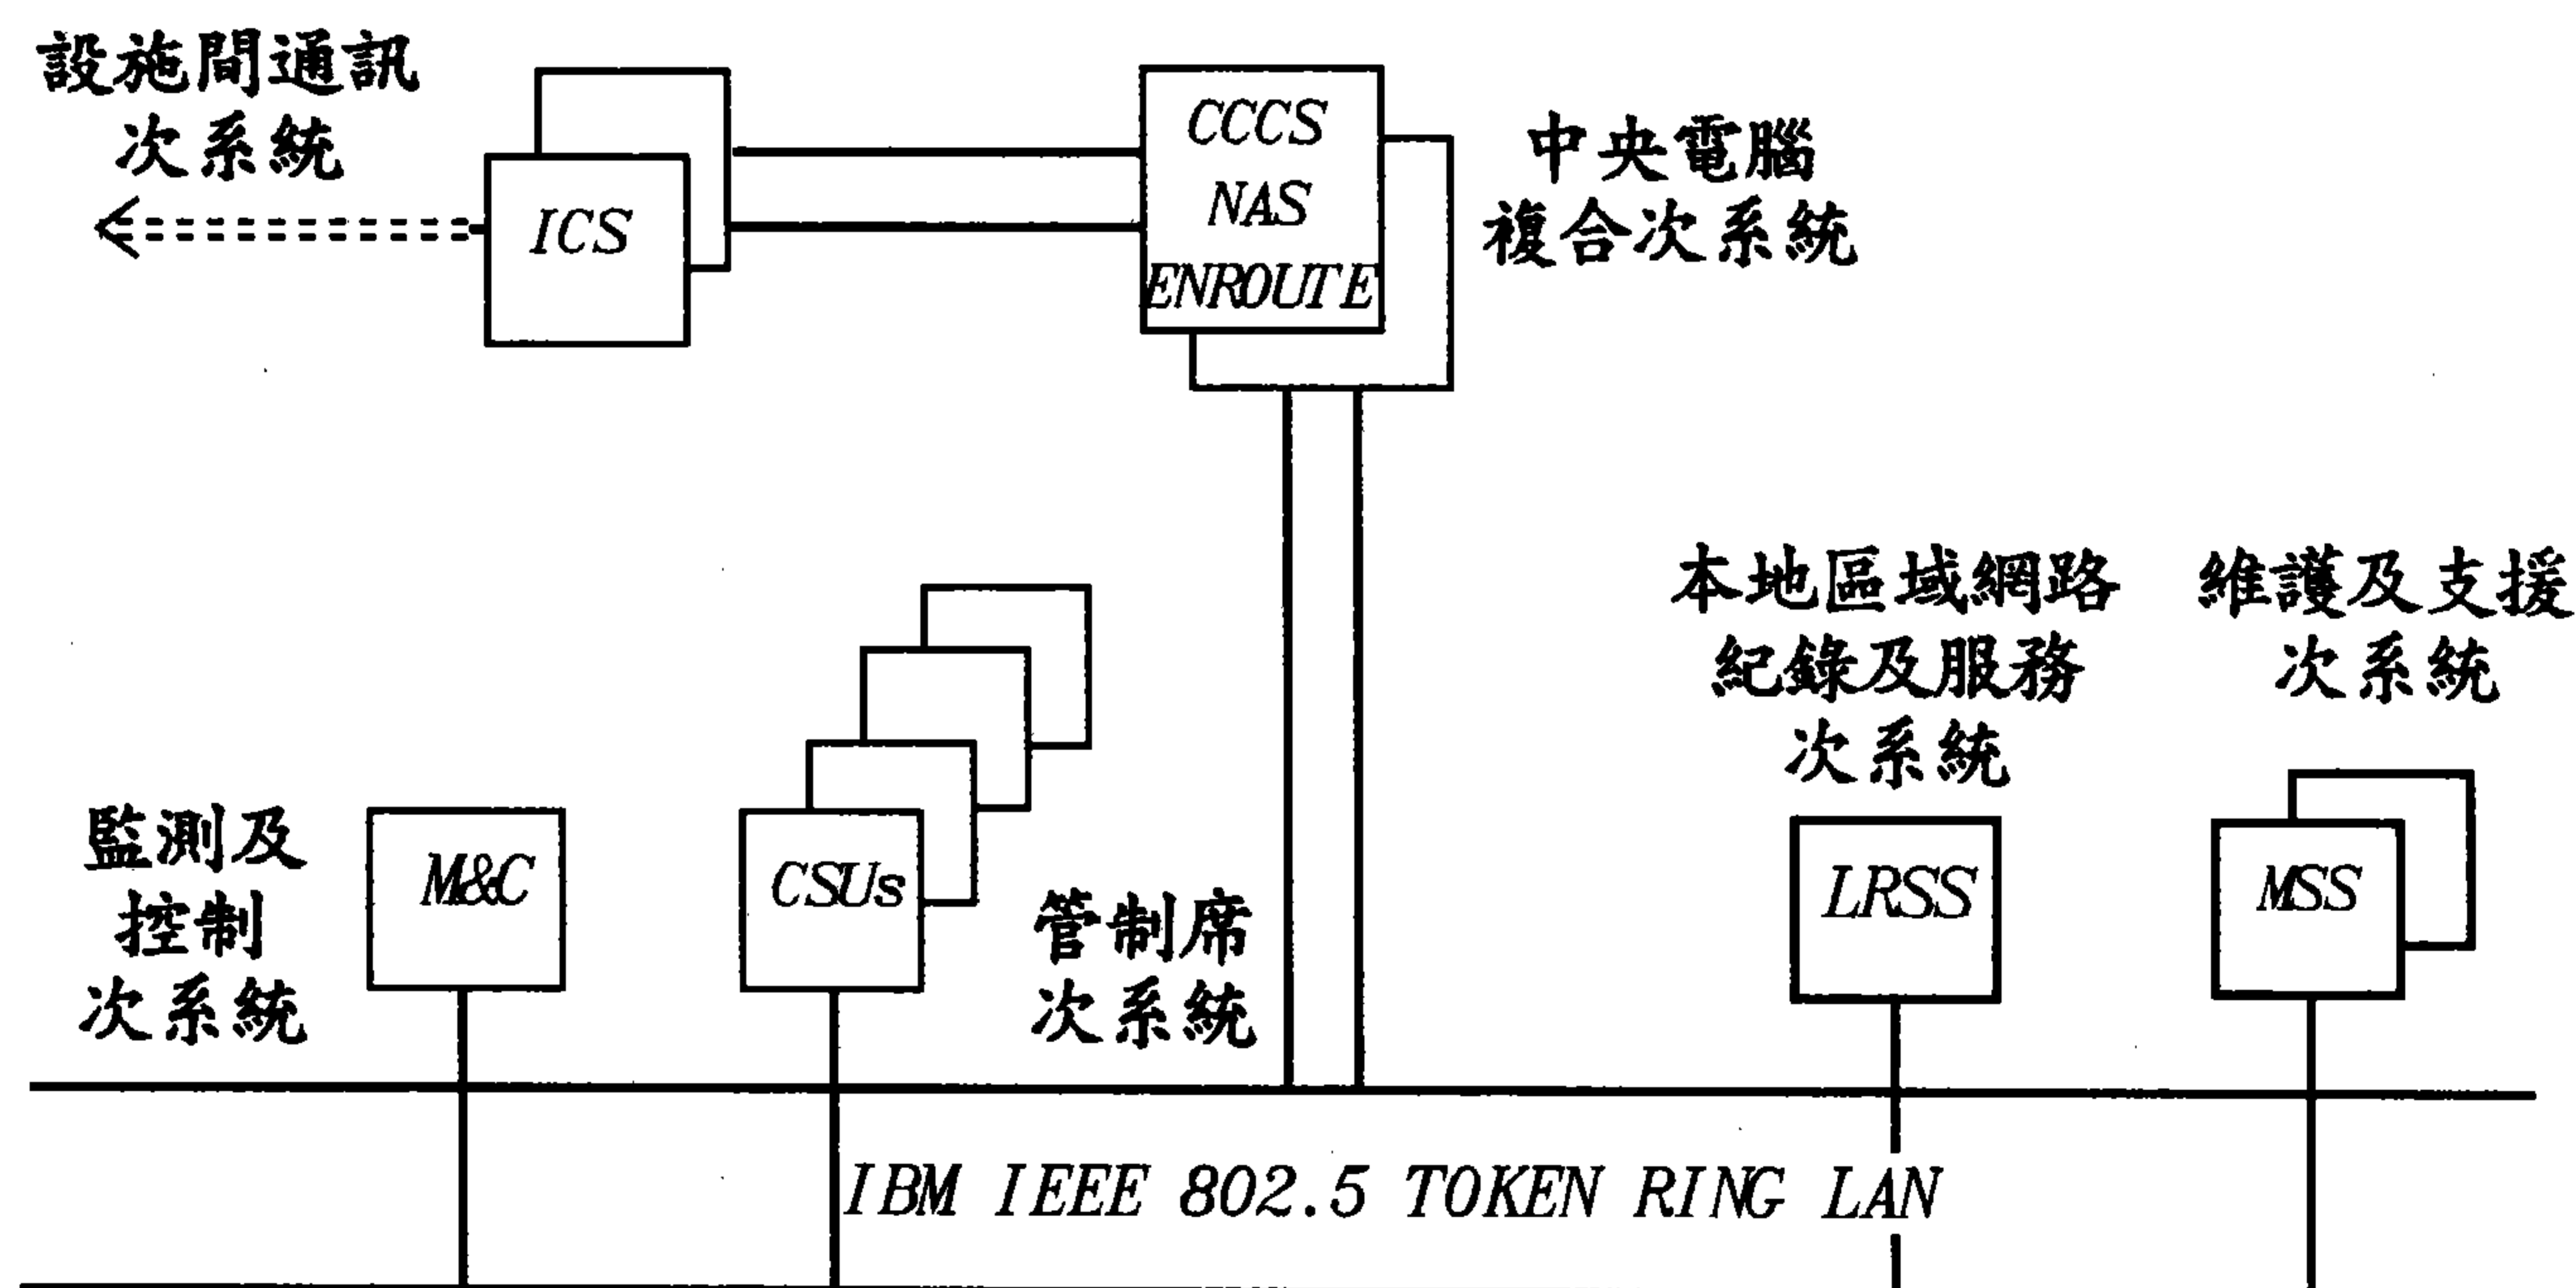 設施間通訊
次系統
ICS
CCCS
NAS
ENROUTE
中央電腦
複合次系統
監測及
控制
次系統
M&C
CSUs
管制席
次系統
本地區域網路
紀錄及服務
次系統
LRSS
維護及支援
次系統
MSS
IBM IEEE 802.5 TOKEN RING LAN